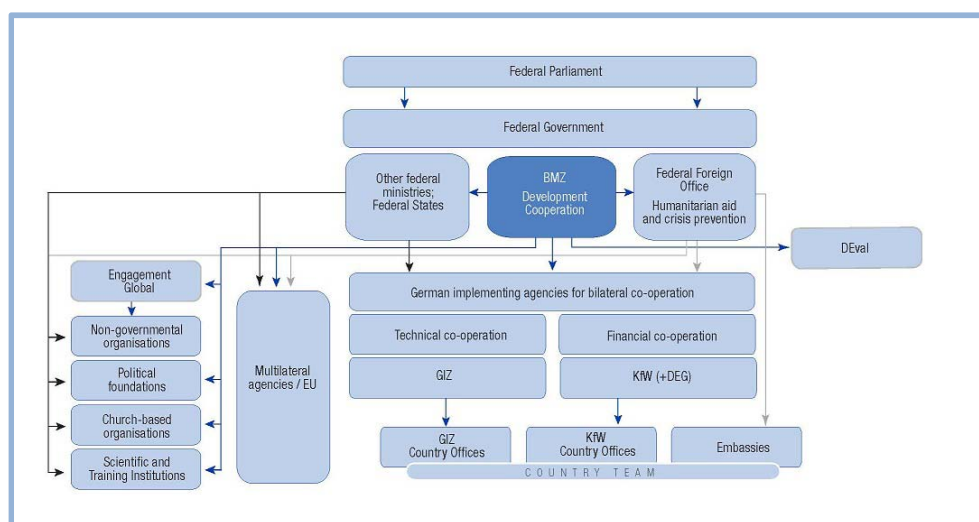 Federal Parliament
Federal Government
Other federal
ministries;
Federal States
BMZ
Development
Cooperation
Federal Foreign
Office
Humanitarian aid
and crisis prevention
DEval
Engagement
Global
Non-governmental
organisations
Political
foundations
Church-based
organisations
Scientific and
Training Institutions
Multilateral
agencies / EU
German implementing agencies for bilateral co-operation
Technical co-operation
Financial co-operation
GIZ
KfW (+DEG)
GIZ
Country Offices
KfW
Country Offices
Embassies
COUNTRY TEAM